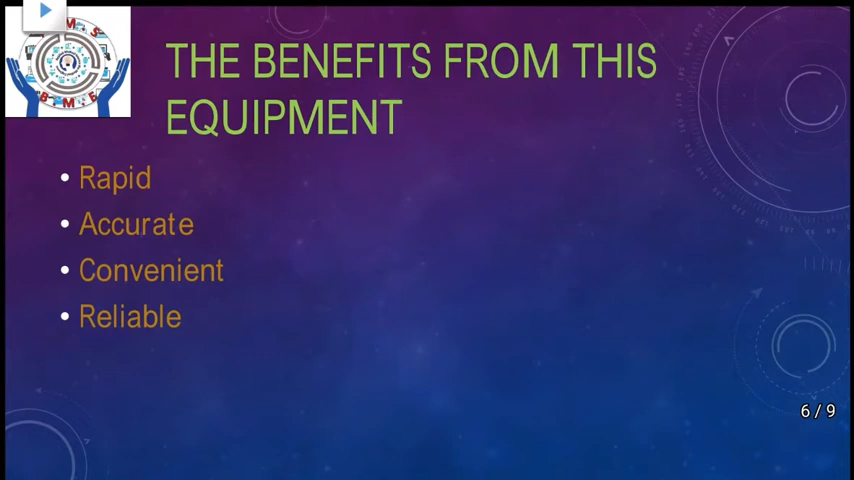 THE BENEFITS FROM THIS
EQUIPMENT
• Rapid
• Accurate
• Convenient
• Reliable
6 / 9